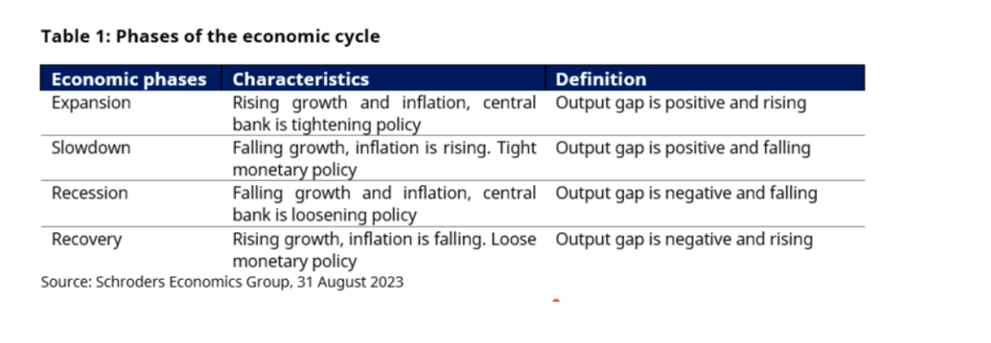 Table 1: Phases of the economic cycle
Economic phases Characteristics Definition
Expansion Rising growth and inflation, central Output gap is positive and rising
bank is tightening policy
Slowdown Falling growth, inflation is rising. Tight Output gap is positive and falling
monetary policy
Recession Falling growth and inflation, central Output gap is negative and falling
bank is loosening policy
Recovery Rising growth, inflation is falling. Loose Output gap is negative and rising
monetary policy
Source: Schroders Economics Group, 31 August 2023